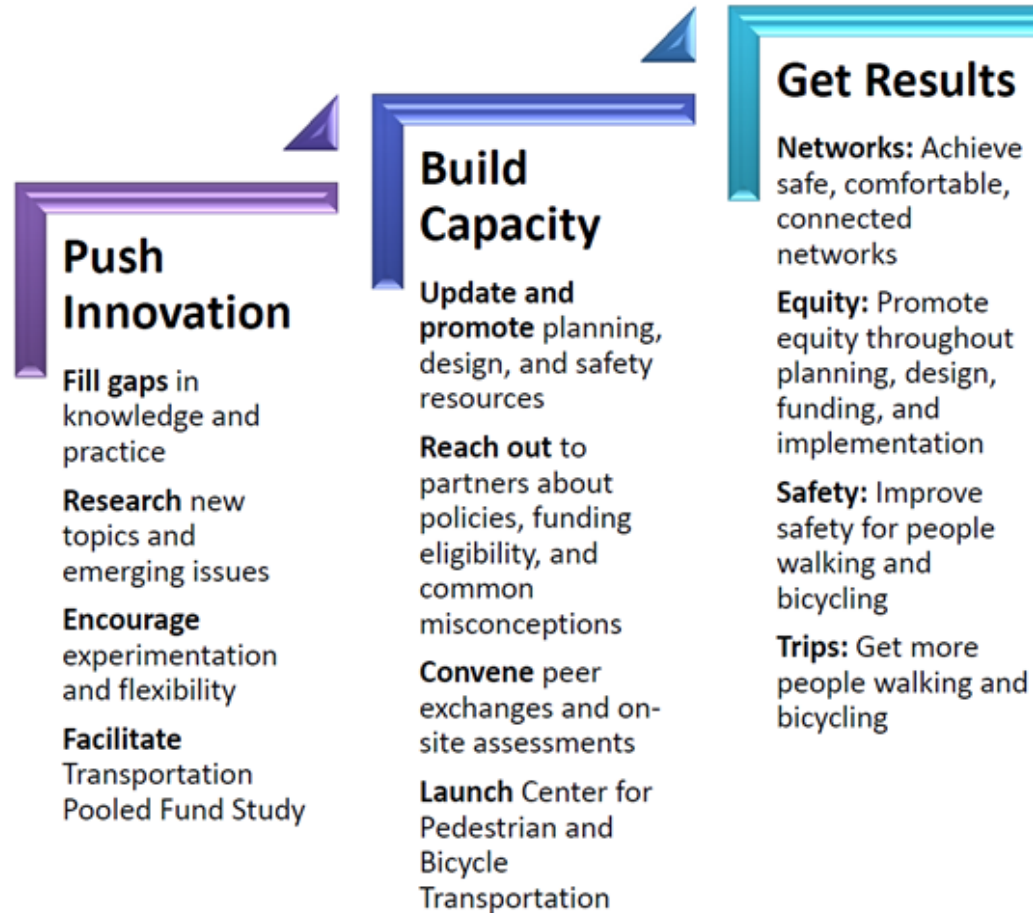 Push
Innovation
Fill gaps in
knowledge and
practice
Research new
topics and
emerging issues
Encourage
experimentation
and flexibility
Facilitate
Transportation
Pooled Fund Study
Build
Capacity
Update and
promote planning,
design, and safety
resources
Reach out to
partners about
policies, funding
eligibility, and
common
misconceptions
Convene peer
exchanges and on-
site assessments
Launch Center for
Pedestrian and
Bicycle
Transportation
Get Results
Networks: Achieve
safe, comfortable,
connected
networks
Equity: Promote
equity throughout
planning, design,
funding, and
implementation
Safety: Improve
safety for people
walking and
bicycling
Trips: Get more
people walking and
bicycling